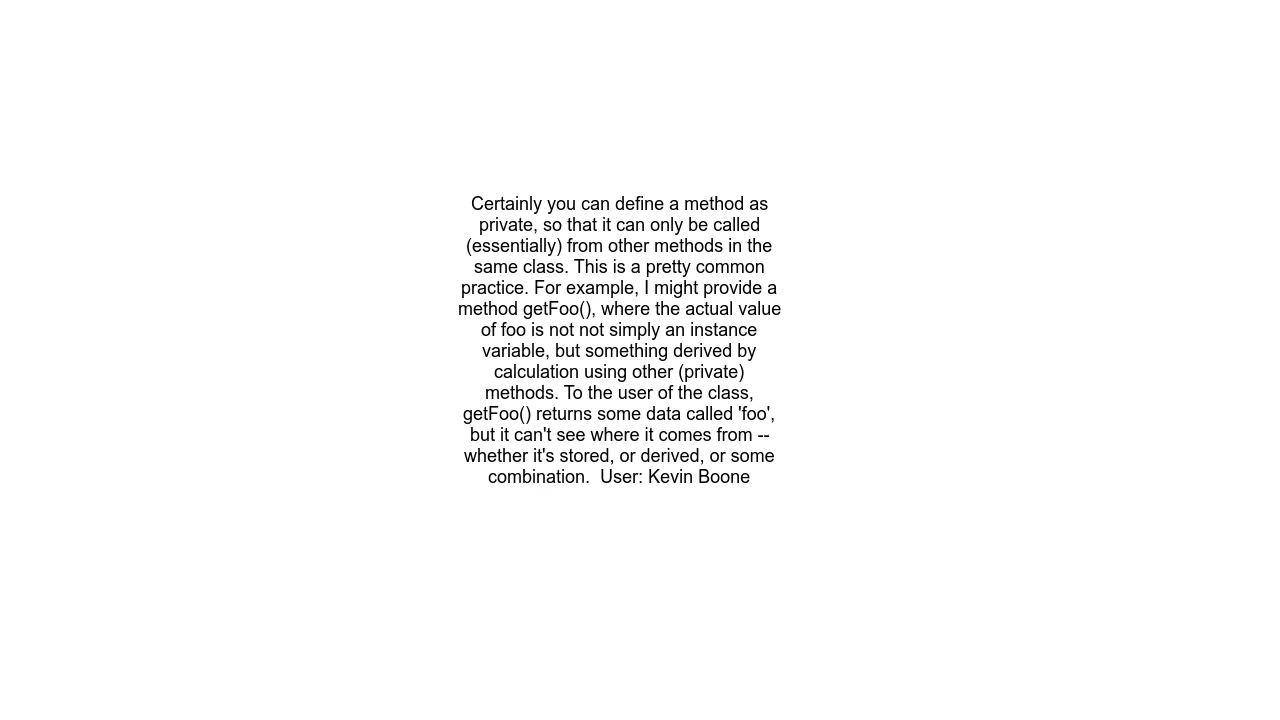 Certainly you can define a method as
private, so that it can only be called
(essentially) from other methods in the
same class. This is a pretty common
practice. For example, I might provide a
method getFoo(), where the actual value
of foo is not not simply an instance
variable, but something derived by
calculation using other (private)
methods. To the user of the class,
getFoo() returns some data called 'foo',
but it can't see where it comes from --
whether it's stored, or derived, or some
combination.  User: Kevin Boone